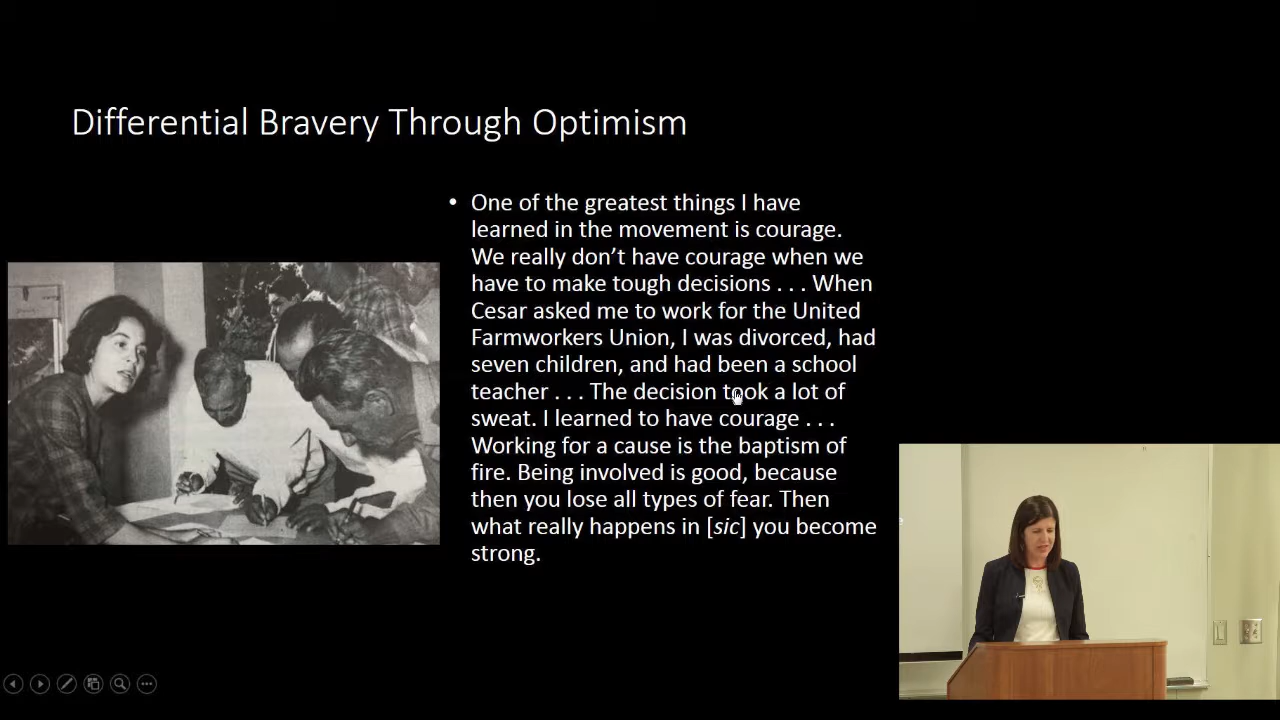 Differential Bravery Through Optimism
• One of the greatest things I have
learned in the movement is courage.
We really don’t have courage when we
have to make tough decisions . . . When
Cesar asked me to work for the United
Farmworkers Union, I was divorced, had
seven children, and had been a school
teacher . . . The decision took a lot of
sweat. I learned to have courage . . .
Working for a cause is the baptism of
fire. Being involved is good, because
then you lose all types of fear. Then
what really happens in [sic] you become
strong.